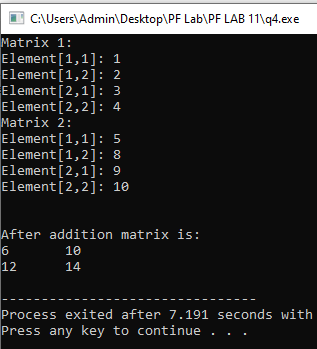 C:\Users\Admin\Desktop\PF Lab\PF LAB 11\q4.exe
Matrix 1:
Element[1,1]: 1
Element[1,2]: 2
Element[2,1]: 3
Element[2,2]: 4
Matrix 2:
Element[1,1]: 5
Element[1,2]: 8
Element[2,1]: 9
Element[2,2]: 10
After addition matrix is:
6 10
12 14
--------------------------------
Process exited after 7.191 seconds with
Press any key to continue . . .